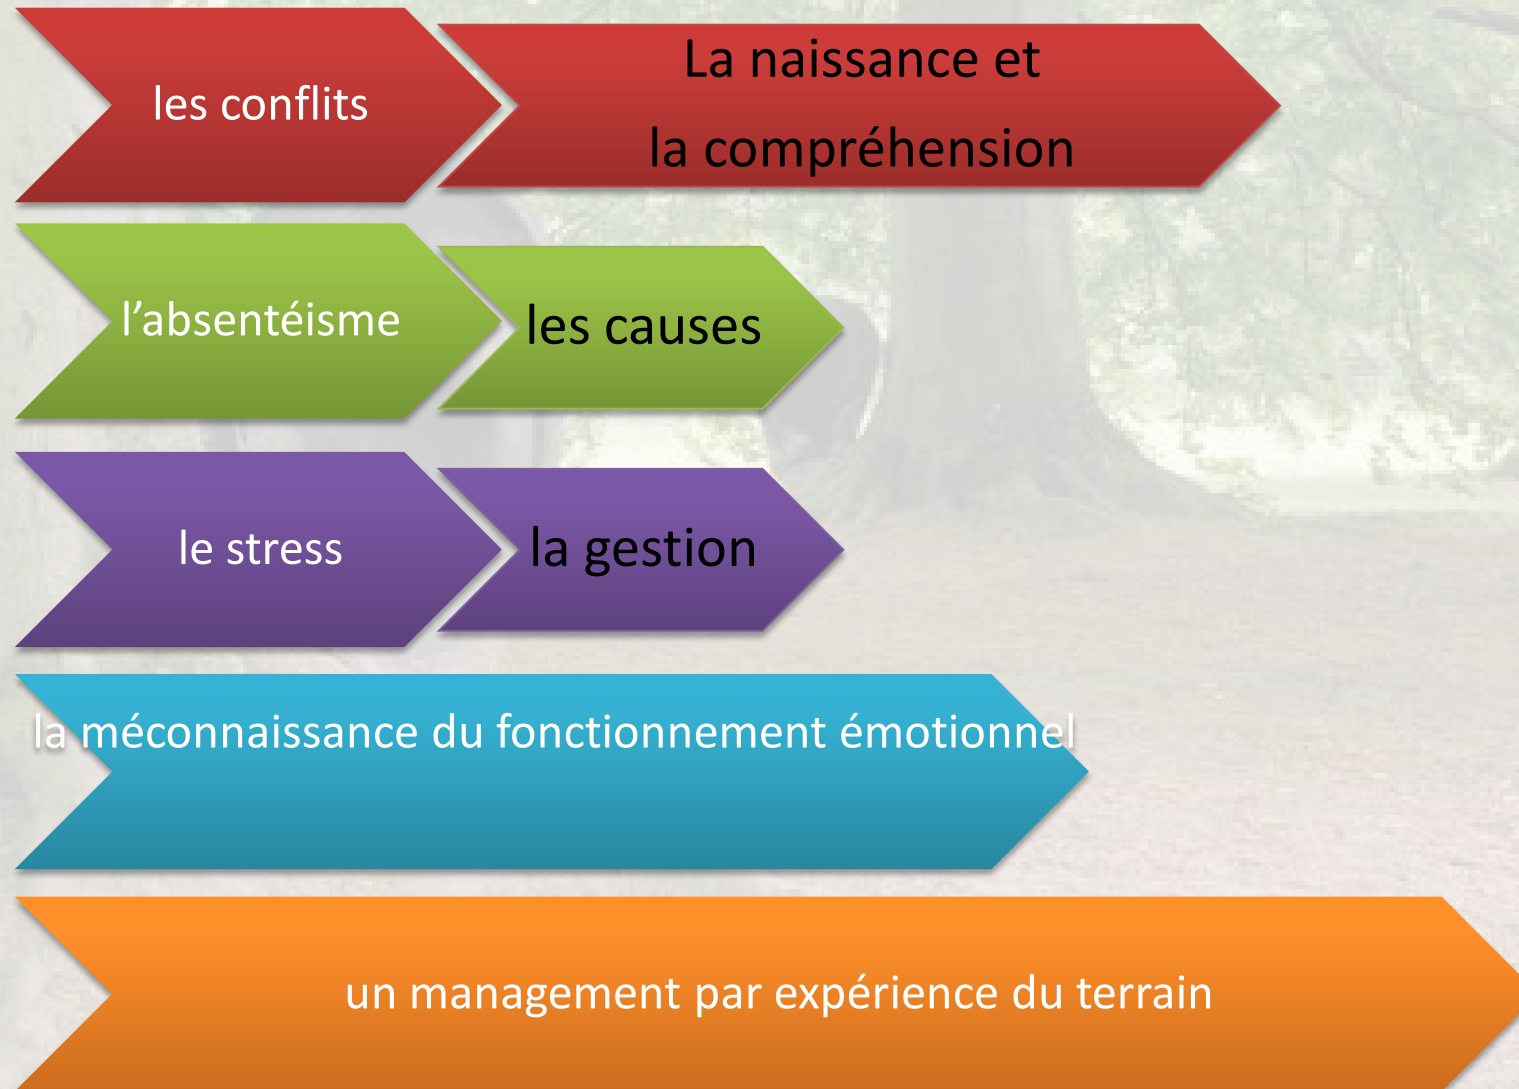 les conflits
La naissance et
la compréhension
l’absentéisme
les causes
le stress
la gestion
la méconnaissance du fonctionnement émotionnel
un management par expérience du terrain